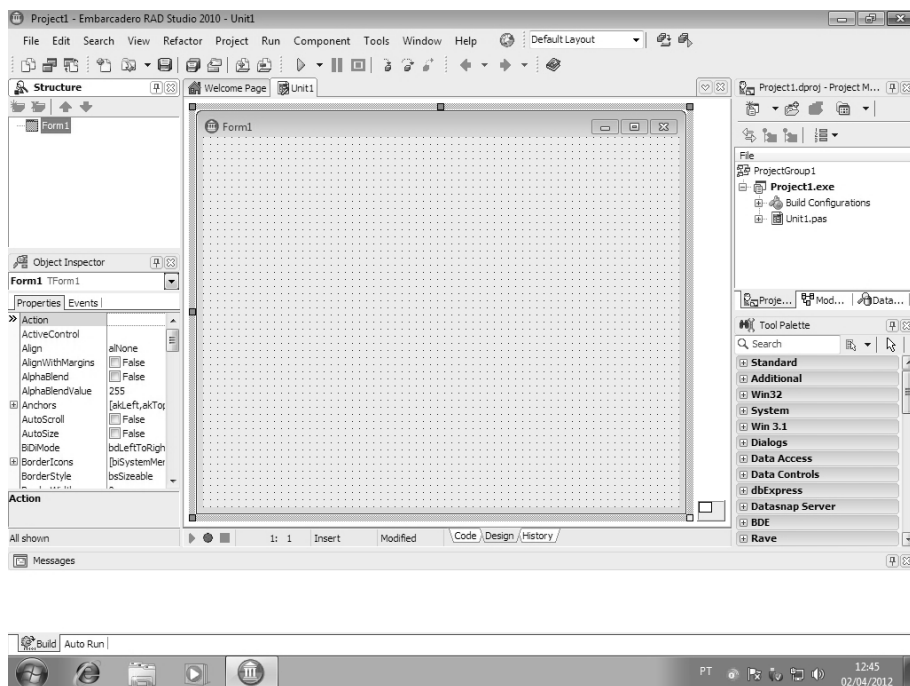 Project1 - Embarcadero RAD Studio 2010 - Unit1
File Edit Search View Refactor Project Run Component Tools Window Help Default Layout
Structure
Form1
Welcome Page Unit1
Form1
Project1.dproj - Project M...
File
ProjectGroup1
Project1.exe
Build Configurations
Unit1.pas
Proje... Mod... Data...
Object Inspector
Form1 TForm1
Properties Events
Action
ActiveControl
Align alNone
AlignWithMargins False
AlphaBlend False
AlphaBlendValue 255
Anchors [akLeft,akTop
AutoScroll False
AutoSize False
BiDiMode bdLeftToRigh
BorderIcons [biSystemMer
BorderStyle bsSizeable
Action
All shown
Tool Palette
Search
Standard
Additional
Win32
System
Win 3.1
Dialogs
Data Access
Data Controls
dbExpress
Datasnap Server
BDE
Rave
1: 1 Insert Modified Code Design History
Messages
Build Auto Run
PT 12:45
02/04/2012